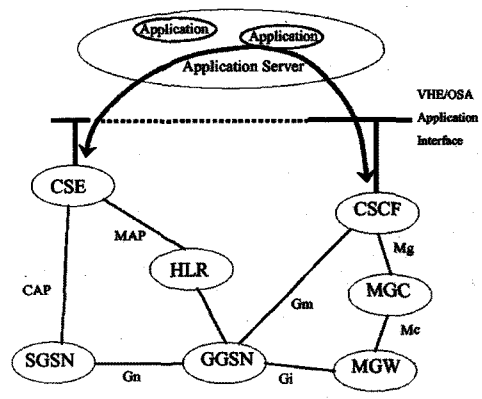 Application
Application
Application Server
VHE/OSA
Application
Interface
CSE
CSCF
MAP
Mg
HLR
CAP
Gm
MGC
Mc
SGSN
GGSN
MGW
Gn
Gi